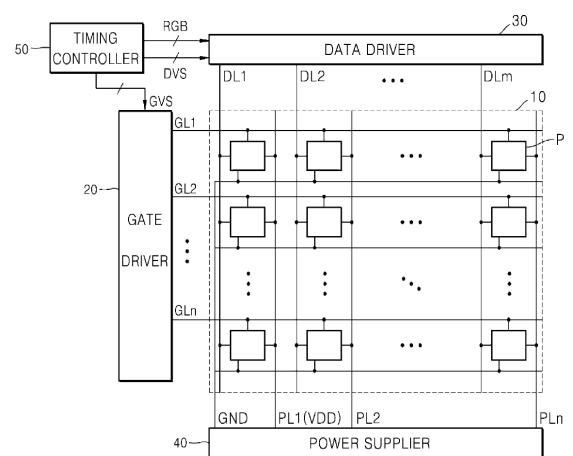 RGB
30
50
TIMING
CONTROLLER
DATA DRIVER
DVS
DL1
DL2
DLm
GVS
10
GL1
P
20
GL2
GATE
DRIVER
GLn
GND
PL1(VDD)
PL2
PLn
40
POWER SUPPLIER